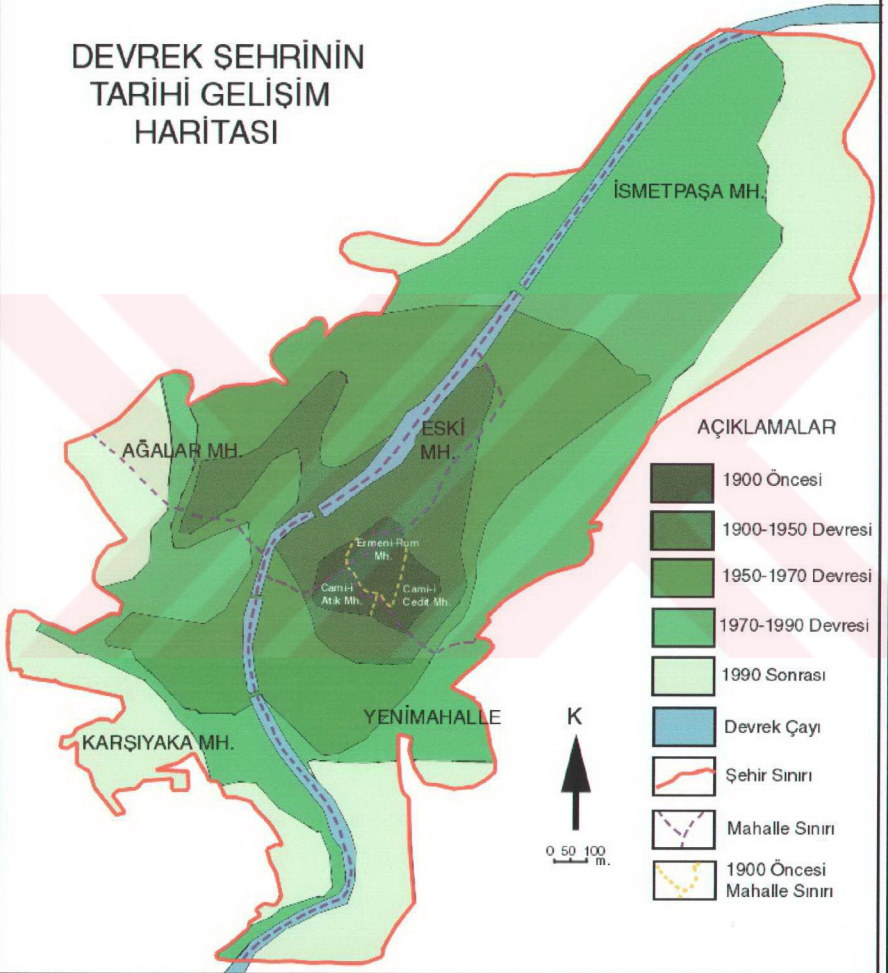 DEVREK ŞEHRİNİN
TARİHİ GELİŞİM
HARİTASI
İSMETPAŞA MH.
AĞALAR MH.
ESKİ
MH.
Ermeni-Rum
Mh.
Cami-i
Atik Mh.
Cami-i
Cedit Mh.
YENİMAHALLE
KARŞIYAKA MH.
K
0 50 100
m.
AÇIKLAMALAR
1900 Öncesi
1900-1950 Devresi
1950-1970 Devresi
1970-1990 Devresi
1990 Sonrası
Devrek Çayı
Şehir Sınırı
Mahalle Sınırı
1900 Öncesi
Mahalle Sınırı